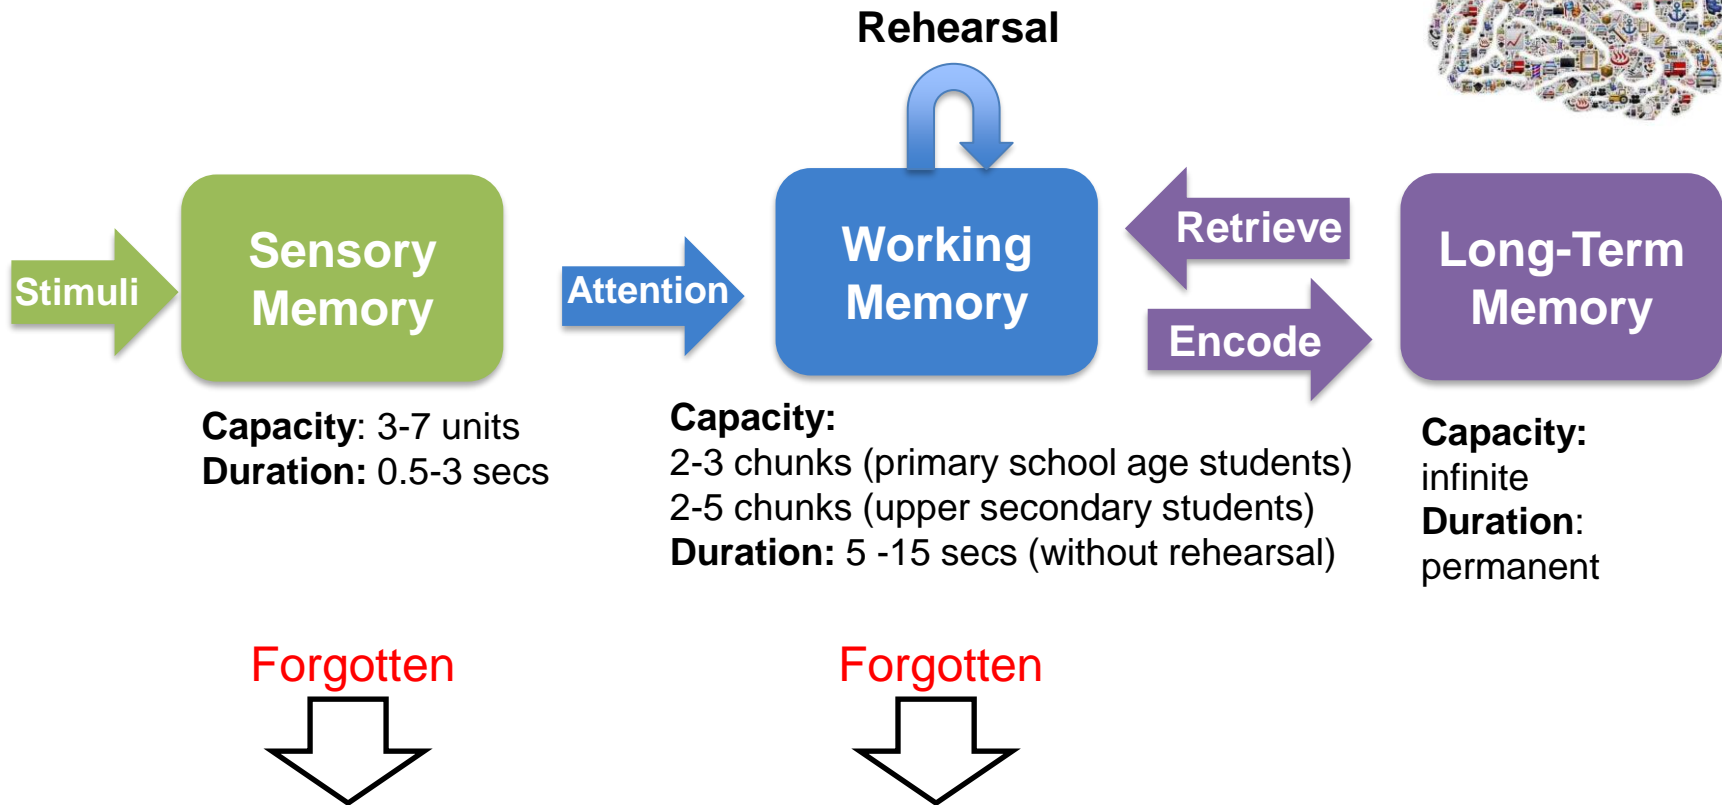 Rehearsal
Stimuli
Sensory
Memory
Attention
Working
Memory
Retrieve
Encode
Long-Term
Memory
Capacity: 3-7 units
Duration: 0.5-3 secs
Capacity:
2-3 chunks (primary school age students)
2-5 chunks (upper secondary students)
Duration: 5 -15 secs (without rehearsal)
Capacity:
infinite
Duration:
permanent
Forgotten
Forgotten